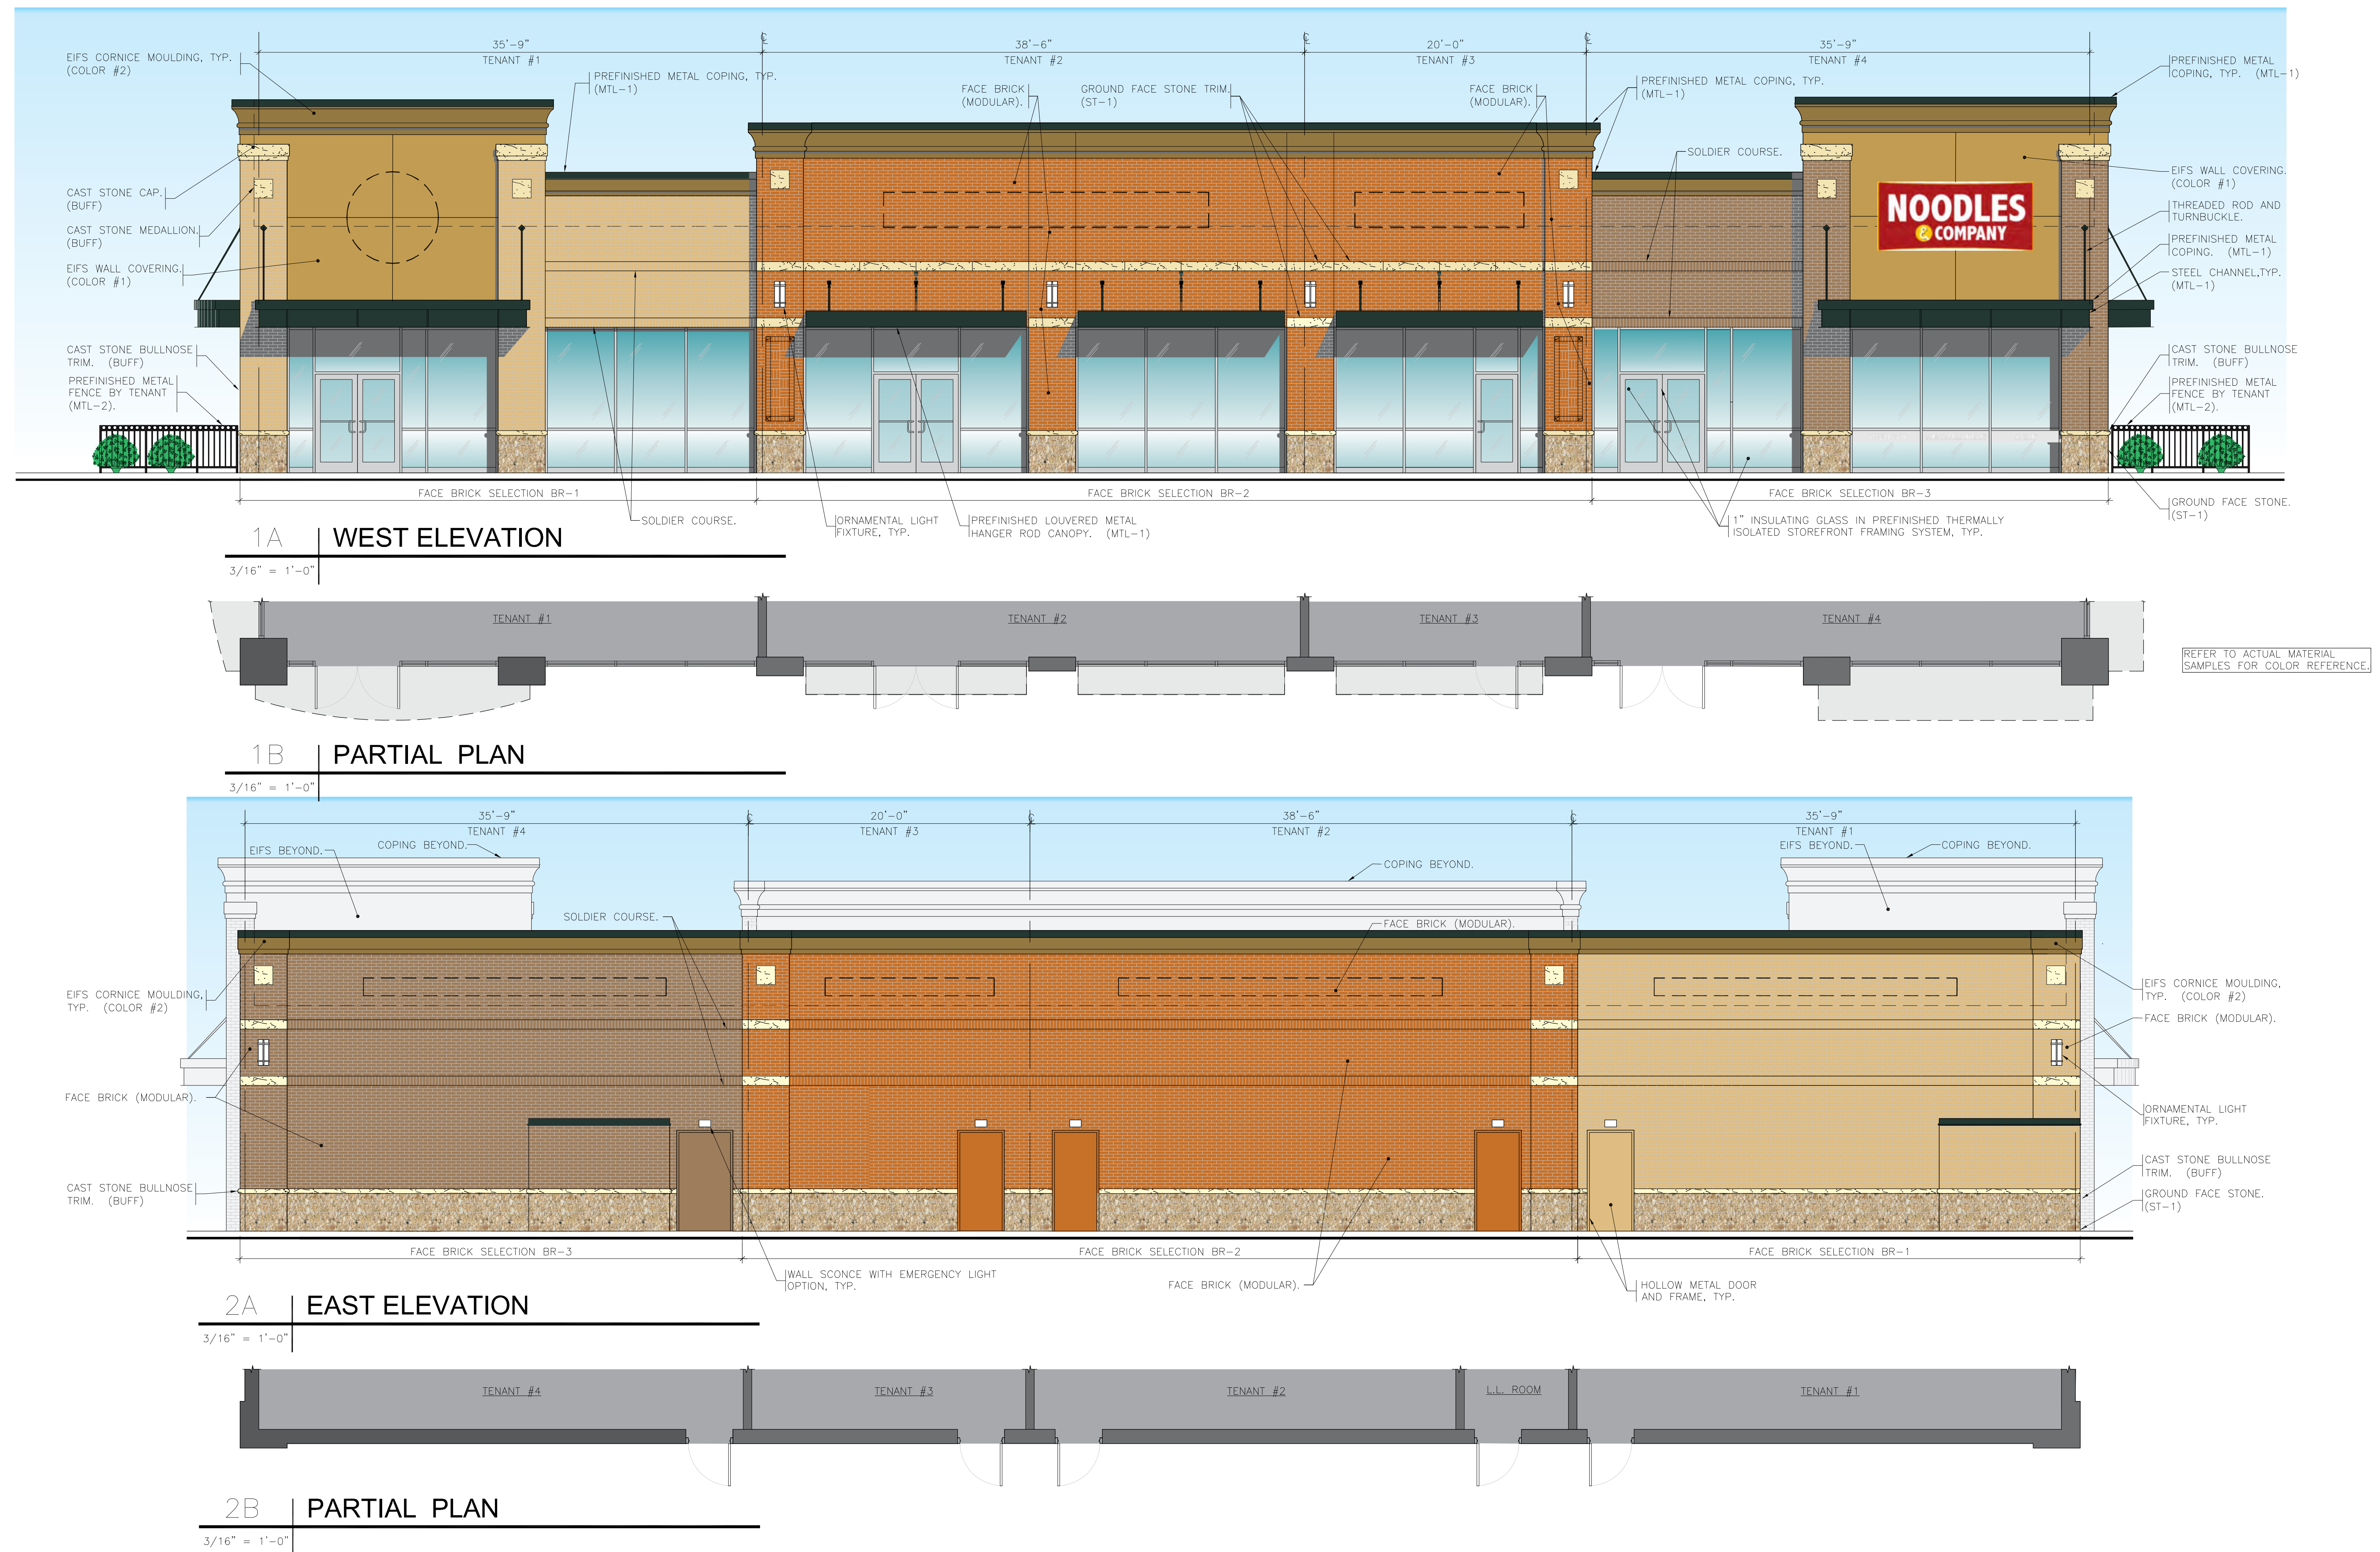 35'-9"
TENANT #1
38'-6"
TENANT #2
20'-0"
TENANT #3
35'-9"
TENANT #4
EIFS CORNICE MOULDING, TYP.
(COLOR #2)
PREFINISHED METAL COPING, TYP.
(MTL-1)
FACE BRICK
(MODULAR).
GROUND FACE STONE TRIM.
(ST-1)
FACE BRICK
(MODULAR).
PREFINISHED METAL COPING, TYP.
(MTL-1)
PREFINISHED METAL
COPING, TYP. (MTL-1)
SOLDIER COURSE.
CAST STONE CAP.
(BUFF)
CAST STONE MEDALLION.
(BUFF)
EIFS WALL COVERING.
(COLOR #1)
CAST STONE BULLNOSE
TRIM. (BUFF)
PREFINISHED METAL
FENCE BY TENANT
(MTL-2).
NOODLES
& COMPANY
EIFS WALL COVERING.
(COLOR #1)
THREADED ROD AND
TURNBUCKLE.
PREFINISHED METAL
COPING. (MTL-1)
STEEL CHANNEL,TYP.
(MTL-1)
CAST STONE BULLNOSE
TRIM. (BUFF)
PREFINISHED METAL
FENCE BY TENANT
(MTL-2).
GROUND FACE STONE.
(ST-1)
FACE BRICK SELECTION BR-1
FACE BRICK SELECTION BR-2
FACE BRICK SELECTION BR-3
SOLDIER COURSE.
ORNAMENTAL LIGHT
FIXTURE, TYP.
PREFINISHED LOUVERED METAL
HANGER ROD CANOPY. (MTL-1)
1" INSULATING GLASS IN PREFINISHED THERMALLY
ISOLATED STOREFRONT FRAMING SYSTEM, TYP.
1A WEST ELEVATION
3/16" = 1'-0"
TENANT #1
TENANT #2
TENANT #3
TENANT #4
REFER TO ACTUAL MATERIAL
SAMPLES FOR COLOR REFERENCE.
1B PARTIAL PLAN
3/16" = 1'-0"
35'-9"
TENANT #4
20'-0"
TENANT #3
38'-6"
TENANT #2
35'-9"
TENANT #1
EIFS BEYOND.
COPING BEYOND.
COPING BEYOND.
EIFS BEYOND.
COPING BEYOND.
SOLDIER COURSE.
FACE BRICK (MODULAR).
EIFS CORNICE MOULDING,
TYP. (COLOR #2)
FACE BRICK (MODULAR).
CAST STONE BULLNOSE
TRIM. (BUFF)
EIFS CORNICE MOULDING,
TYP. (COLOR #2)
FACE BRICK (MODULAR).
ORNAMENTAL LIGHT
FIXTURE, TYP.
CAST STONE BULLNOSE
TRIM. (BUFF)
GROUND FACE STONE.
(ST-1)
FACE BRICK SELECTION BR-3
FACE BRICK SELECTION BR-2
FACE BRICK SELECTION BR-1
WALL SCONCE WITH EMERGENCY LIGHT
OPTION, TYP.
FACE BRICK (MODULAR).
HOLLOW METAL DOOR
AND FRAME, TYP.
2A EAST ELEVATION
3/16" = 1'-0"
TENANT #4
TENANT #3
TENANT #2
L.L. ROOM
TENANT #1
2B PARTIAL PLAN
3/16" = 1'-0"